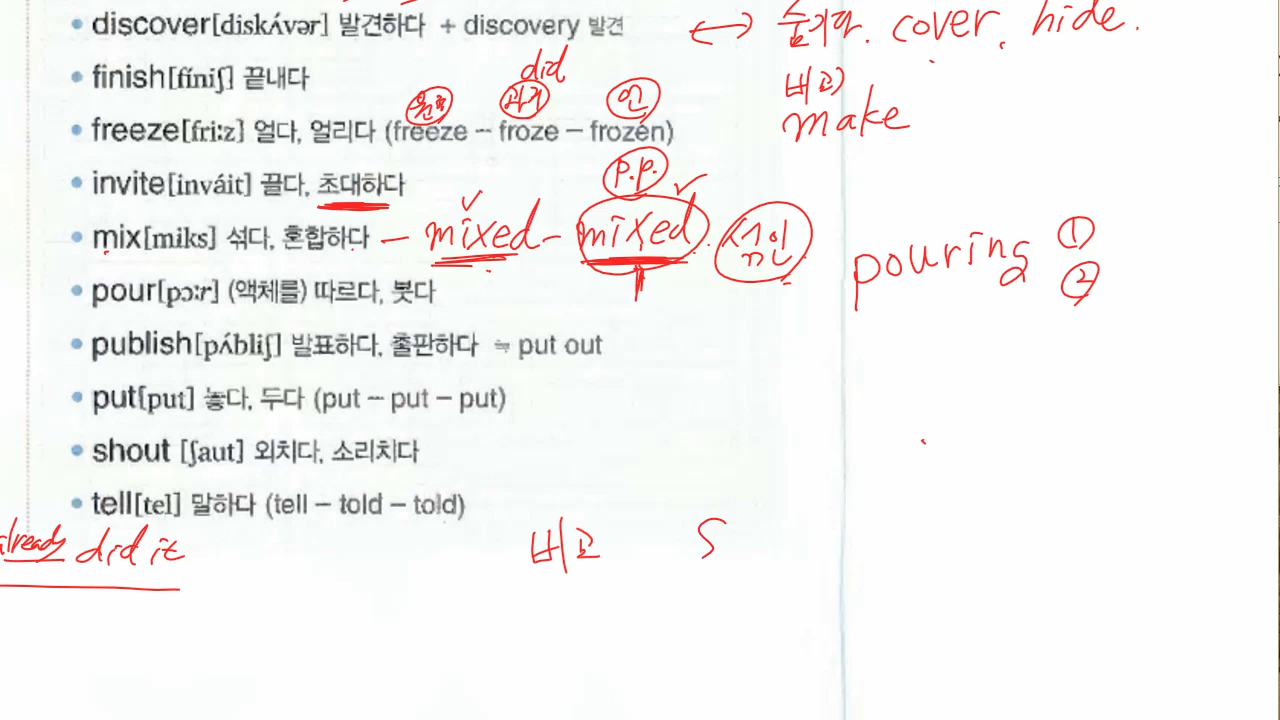 discover[diskʌ́vər] 발견하다 + discovery 발견 ↔ 숨기다. cover, hide.
finish[fíniʃ] 끝내다
did
비교)
원형 과거 언
freeze[fri:z] 얼다, 얼리다 (freeze – froze – frozen) make
p.p.
invite[inváit] 끌다, 초대하다
mix[miks] 섞다, 혼합하다 – mixed – mixed 섞인 pouring ① ②
pour[pɔ:r] (액체를) 따르다, 붓다
publish[pʌ́bliʃ] 발표하다, 출판하다 ≒ put out
put[put] 놓다, 두다 (put – put – put)
shout [ʃaut] 외치다, 소리치다
tell[tel] 말하다 (tell – told – told)
already did it 비교 S